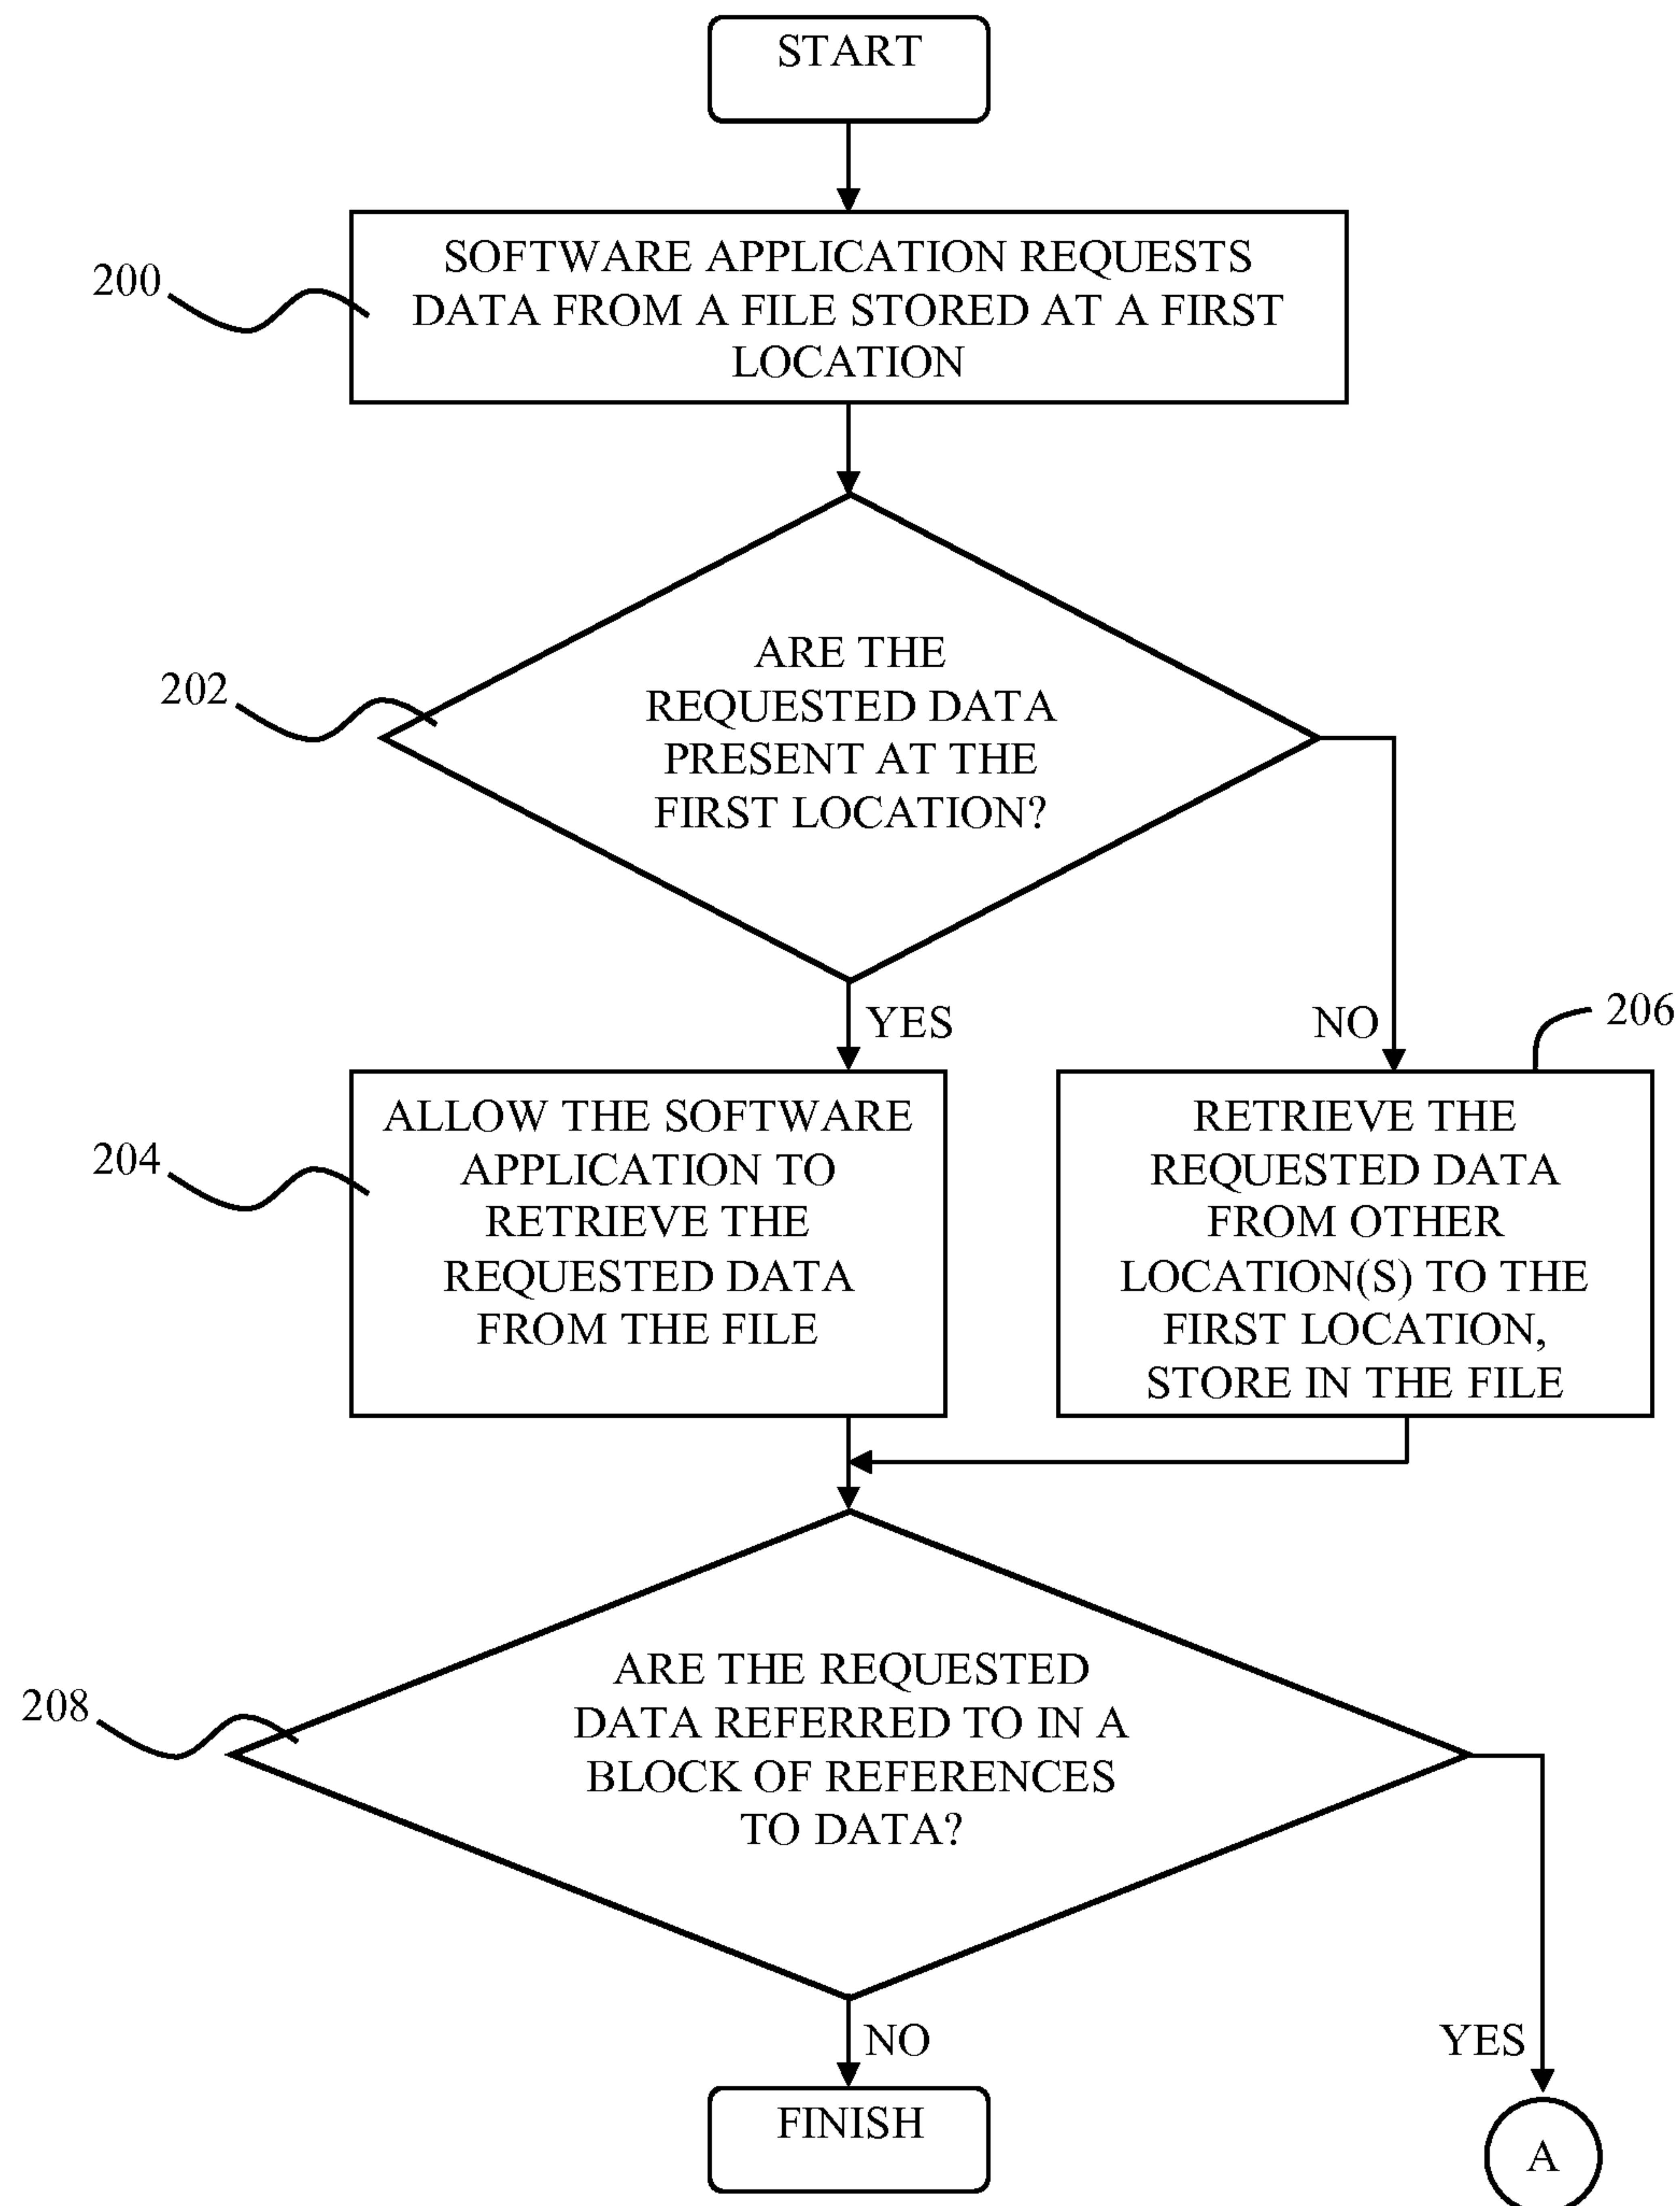 START
200
SOFTWARE APPLICATION REQUESTS
DATA FROM A FILE STORED AT A FIRST
LOCATION
202
ARE THE
REQUESTED DATA
PRESENT AT THE
FIRST LOCATION?
YES
NO
206
204
ALLOW THE SOFTWARE
APPLICATION TO
RETRIEVE THE
REQUESTED DATA
FROM THE FILE
RETRIEVE THE
REQUESTED DATA
FROM OTHER
LOCATION(S) TO THE
FIRST LOCATION,
STORE IN THE FILE
208
ARE THE REQUESTED
DATA REFERRED TO IN A
BLOCK OF REFERENCES
TO DATA?
NO
YES
FINISH
A